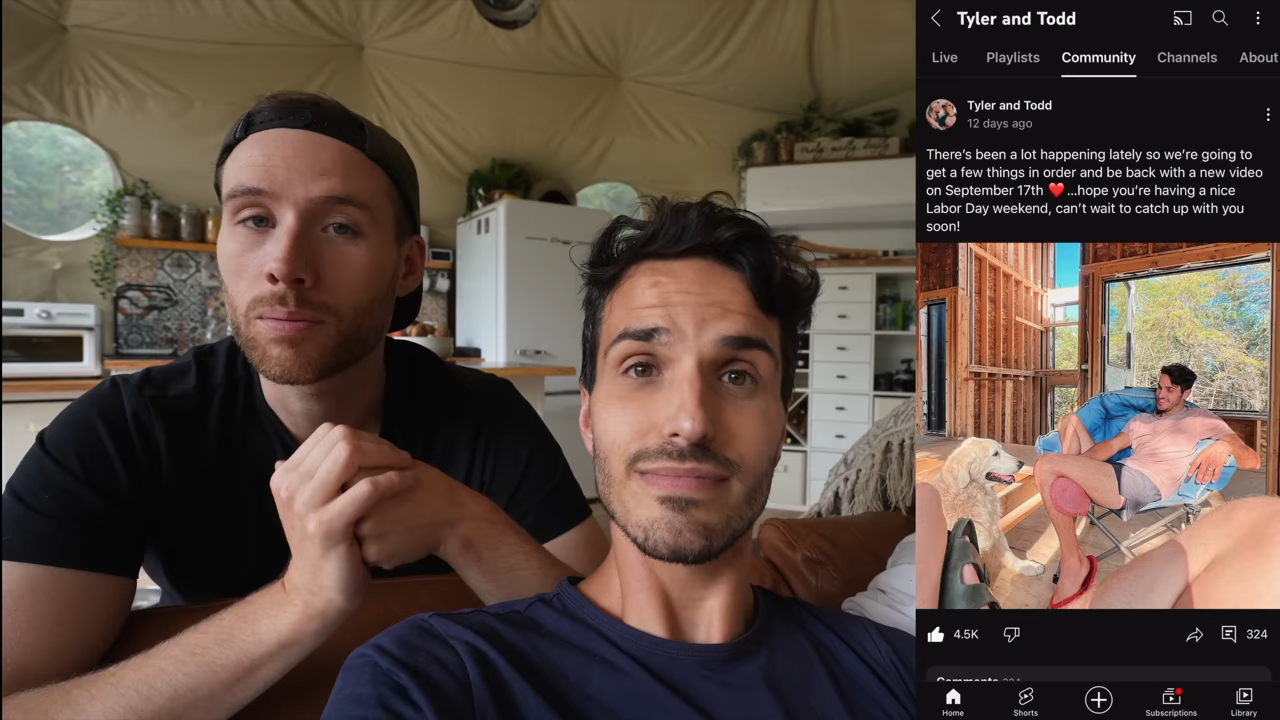 Tyler and Todd
Live Playlists Community Channels About
Tyler and Todd
12 days ago
There's been a lot happening lately so we're going to
get a few things in order and be back with a new video
on September 17th ❤️...hope you're having a nice
Labor Day weekend, can't wait to catch up with you
soon!
4.5K 324
Comments 324
Home Shorts Subscriptions Library